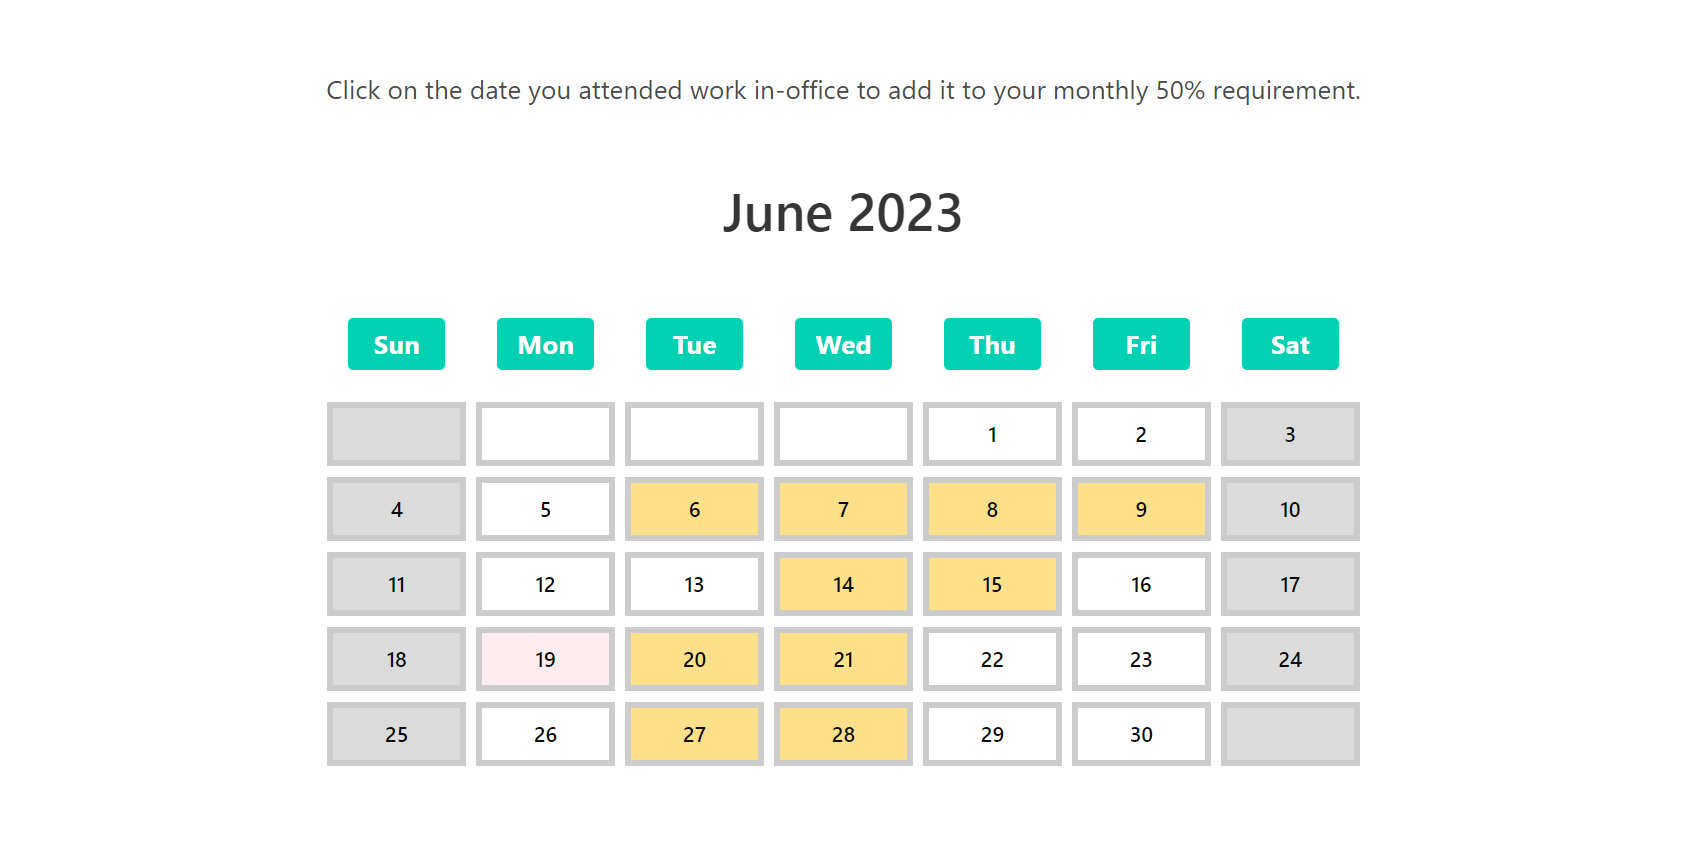 Click on the date you attended work in-office to add it to your monthly 50% requirement.
June 2023
Sun Mon Tue Wed Thu Fri Sat
1 2 3
4 5 6 7 8 9 10
11 12 13 14 15 16 17
18 19 20 21 22 23 24
25 26 27 28 29 30